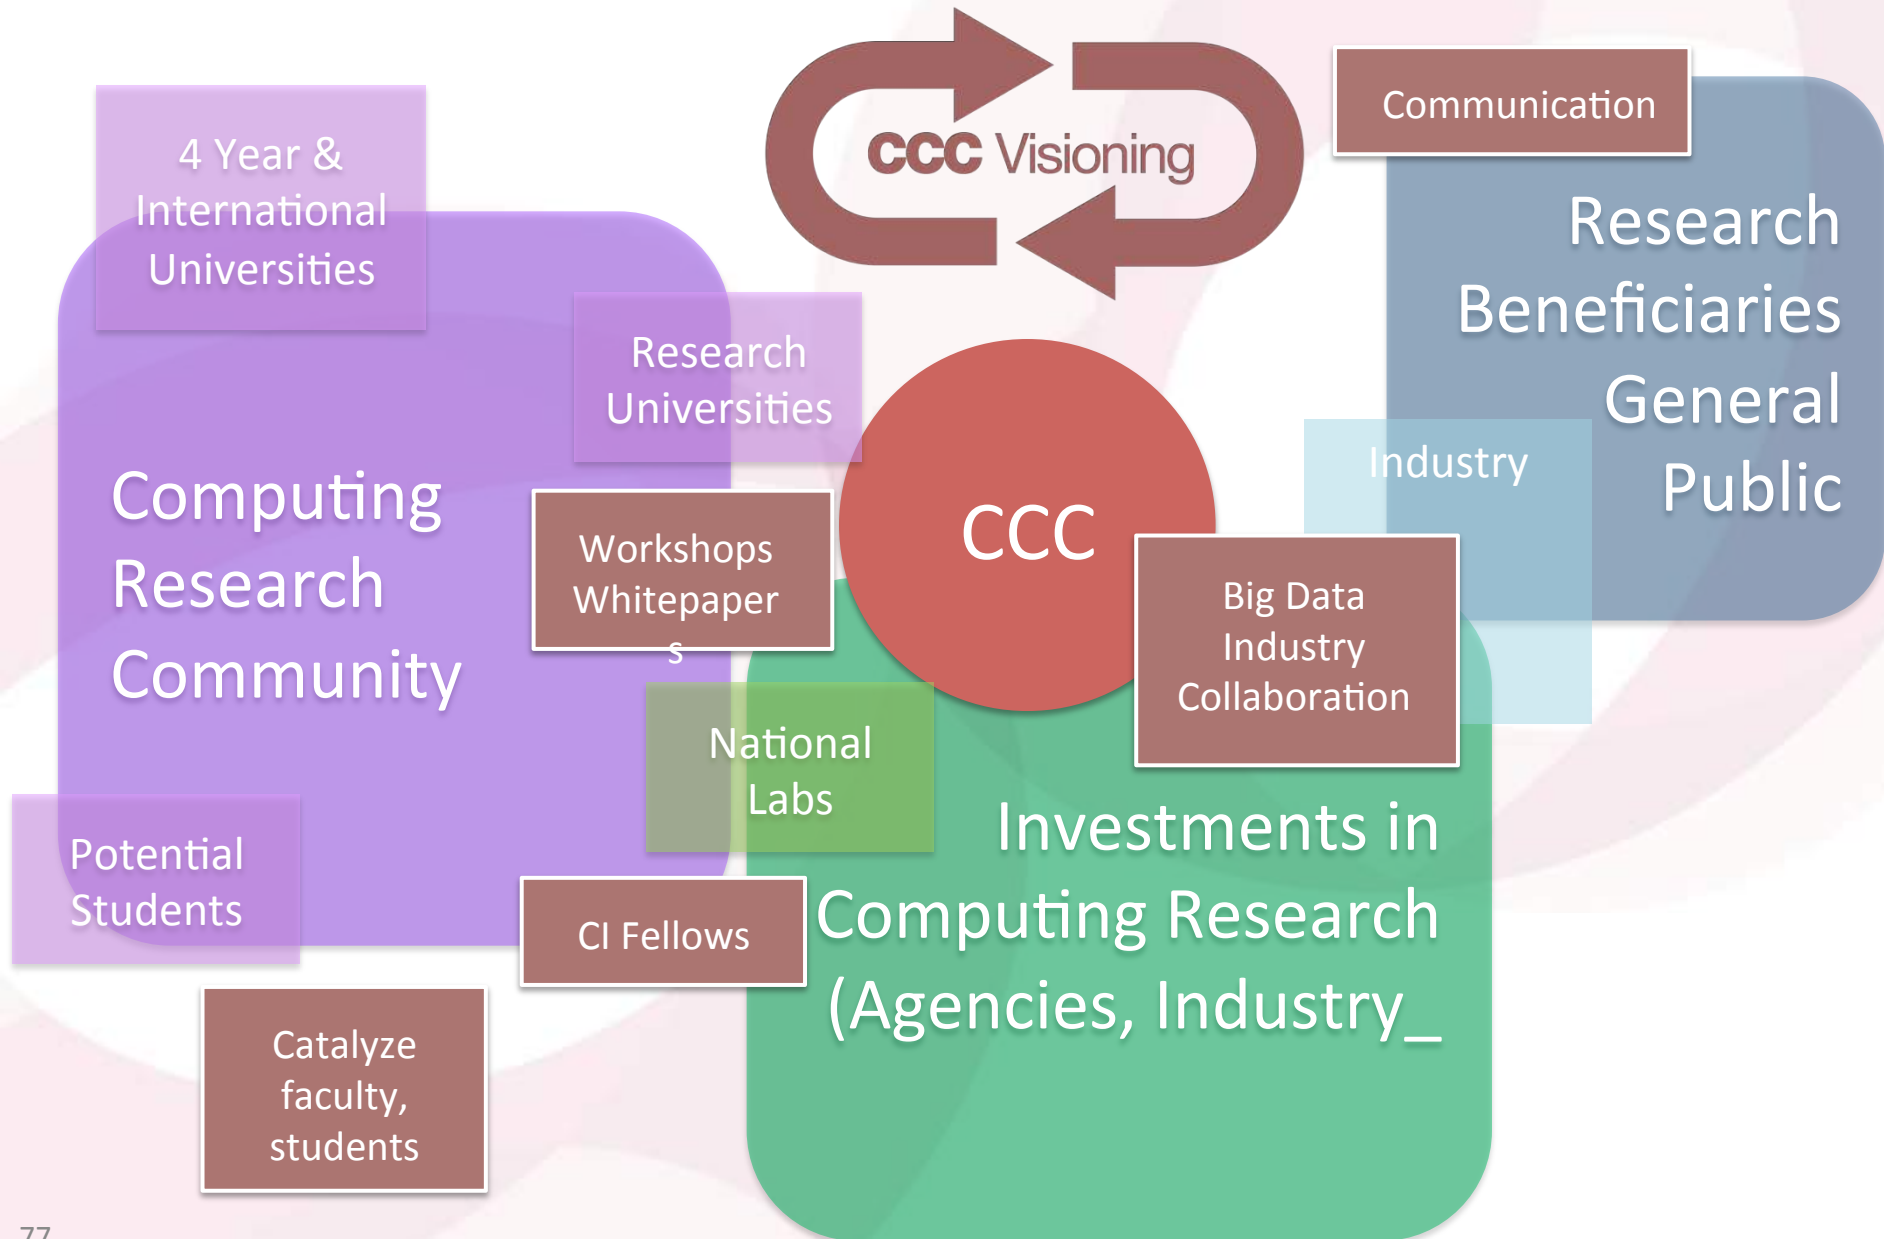 CCC Visioning
Communication
4 Year &
International
Universities
Research
Beneficiaries
General
Public
Research
Universities
Industry
Computing
Research
Community
CCC
Workshops
Whitepaper
s
Big Data
Industry
Collaboration
National
Labs
Potential
Students
Investments in
Computing Research
(Agencies, Industry_
CI Fellows
Catalyze
faculty,
students
77